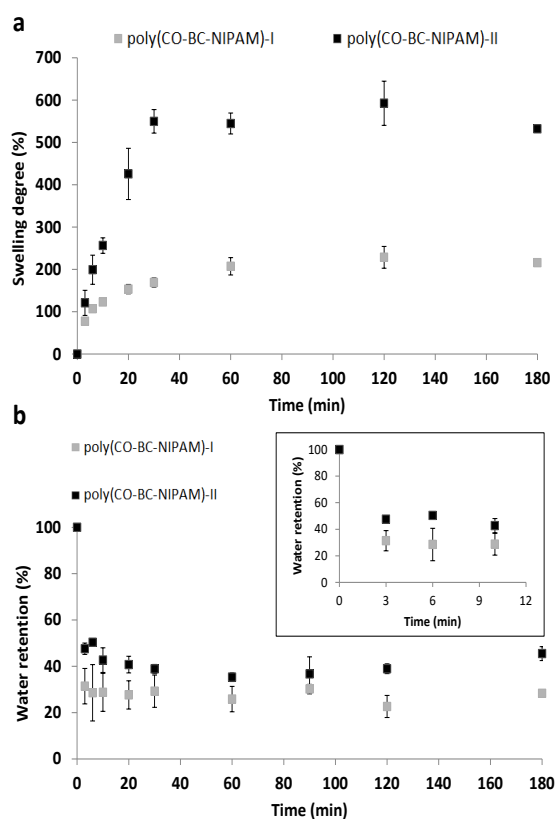 a
poly(CO-BC-NIPAM)-I
poly(CO-BC-NIPAM)-II
700
600
500
400
300
200
100
0
Swelling degree (%)
0 20 40 60 80 100 120 140 160 180
Time (min)
b
poly(CO-BC-NIPAM)-I
poly(CO-BC-NIPAM)-II
100
80
60
40
20
0
Water retention (%)
0 20 40 60 80 100 120 140 160 180
Time (min)
100
80
60
40
20
0
Water retention (%)
0 3 6 9 12
Time (min)